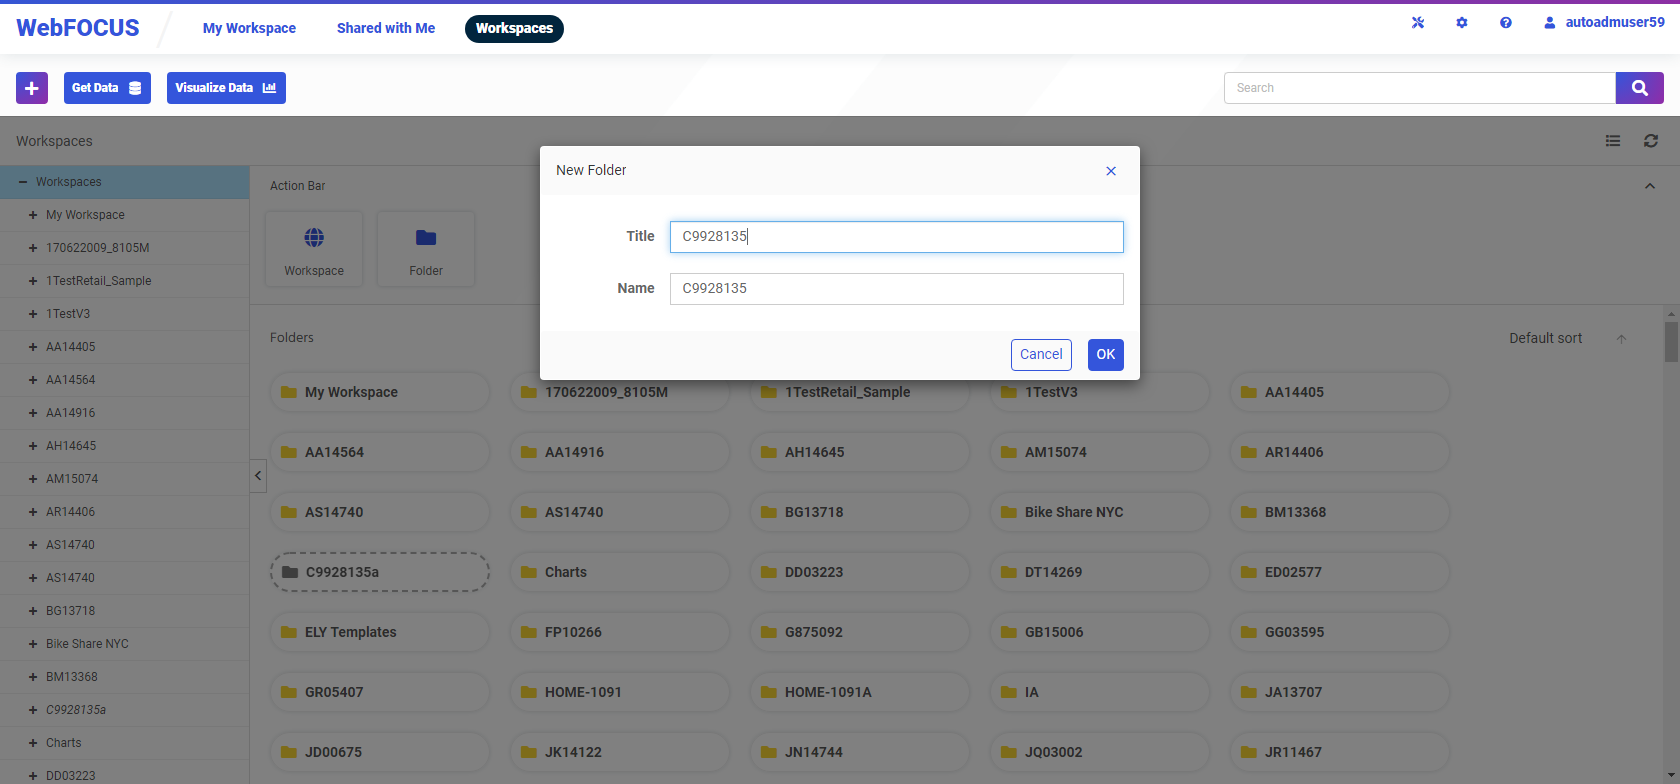 WebFOCUS
My Workspace
Shared with Me
Workspaces
autoadmuser59
Get Data
Visualize Data
Search
Workspaces
New Folder
Title
C9928135
Name
C9928135
Cancel
OK
Workspaces
My Workspace
170622009_8105M
1TestRetail_Sample
1TestV3
AA14405
AA14564
AA14916
AH14645
AM15074
AR14406
AS14740
AS14740
BG13718
Bike Share NYC
BM13368
C9928135a
Charts
DD03223
Action Bar
Workspace
Folder
Folders
Default sort
My Workspace
170622009_8105M
1TestRetail_Sample
1TestV3
AA14405
AA14564
AA14916
AH14645
AM15074
AR14406
AS14740
AS14740
BG13718
Bike Share NYC
BM13368
C9928135a
Charts
DD03223
DT14269
ED02577
ELY Templates
FP10266
G875092
GB15006
GG03595
GR05407
HOME-1091
HOME-1091A
IA
JA13707
JD00675
JK14122
JN14744
JQ03002
JR11467